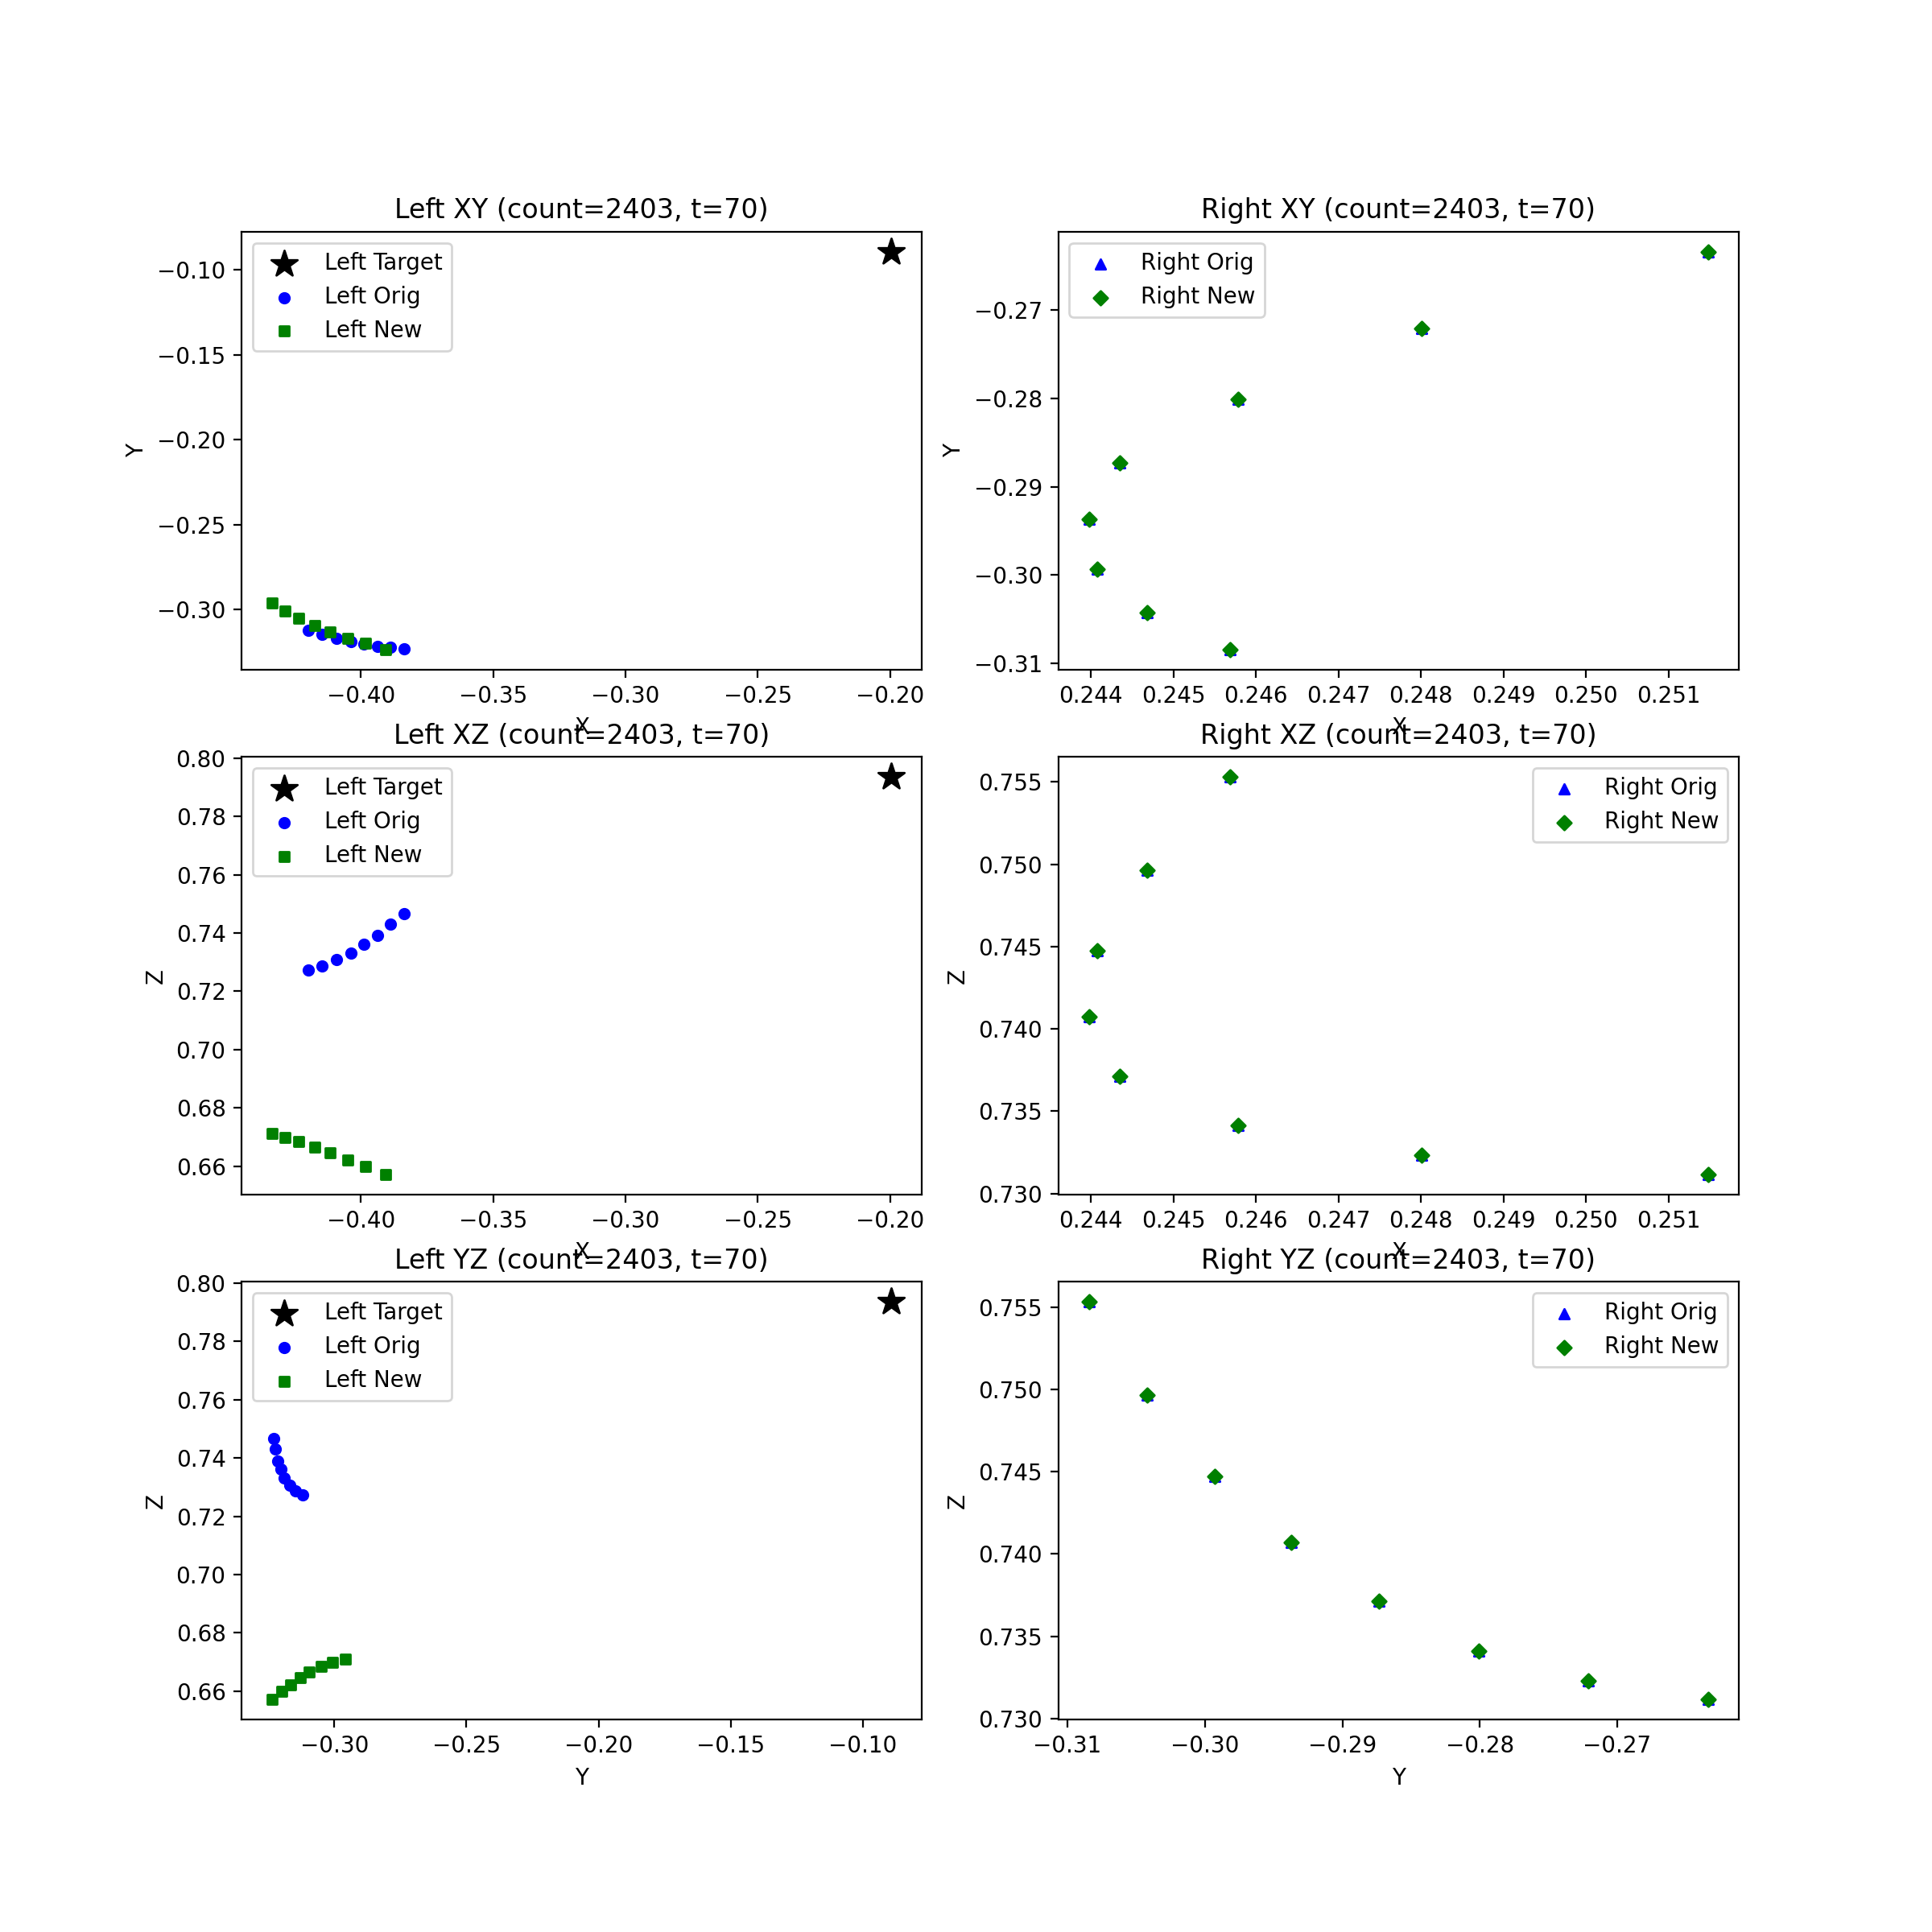 Left XY (count=2403, t=70)
Left Target
Left Orig
Left New
−0.10
−0.15
−0.20
−0.25
−0.30
Y
−0.40
−0.35
−0.30
−0.25
−0.20
X
Right XY (count=2403, t=70)
Right Orig
Right New
−0.27
−0.28
−0.29
−0.30
−0.31
Y
0.244
0.245
0.246
0.247
0.248
0.249
0.250
0.251
X
Left XZ (count=2403, t=70)
Left Target
Left Orig
Left New
0.80
0.78
0.76
0.74
0.72
0.70
0.68
0.66
Z
−0.40
−0.35
−0.30
−0.25
−0.20
X
Right XZ (count=2403, t=70)
Right Orig
Right New
0.755
0.750
0.745
0.740
0.735
0.730
Z
0.244
0.245
0.246
0.247
0.248
0.249
0.250
0.251
X
Left YZ (count=2403, t=70)
Left Target
Left Orig
Left New
0.80
0.78
0.76
0.74
0.72
0.70
0.68
0.66
Z
−0.30
−0.25
−0.20
−0.15
−0.10
Y
Right YZ (count=2403, t=70)
Right Orig
Right New
0.755
0.750
0.745
0.740
0.735
0.730
Z
−0.31
−0.30
−0.29
−0.28
−0.27
Y